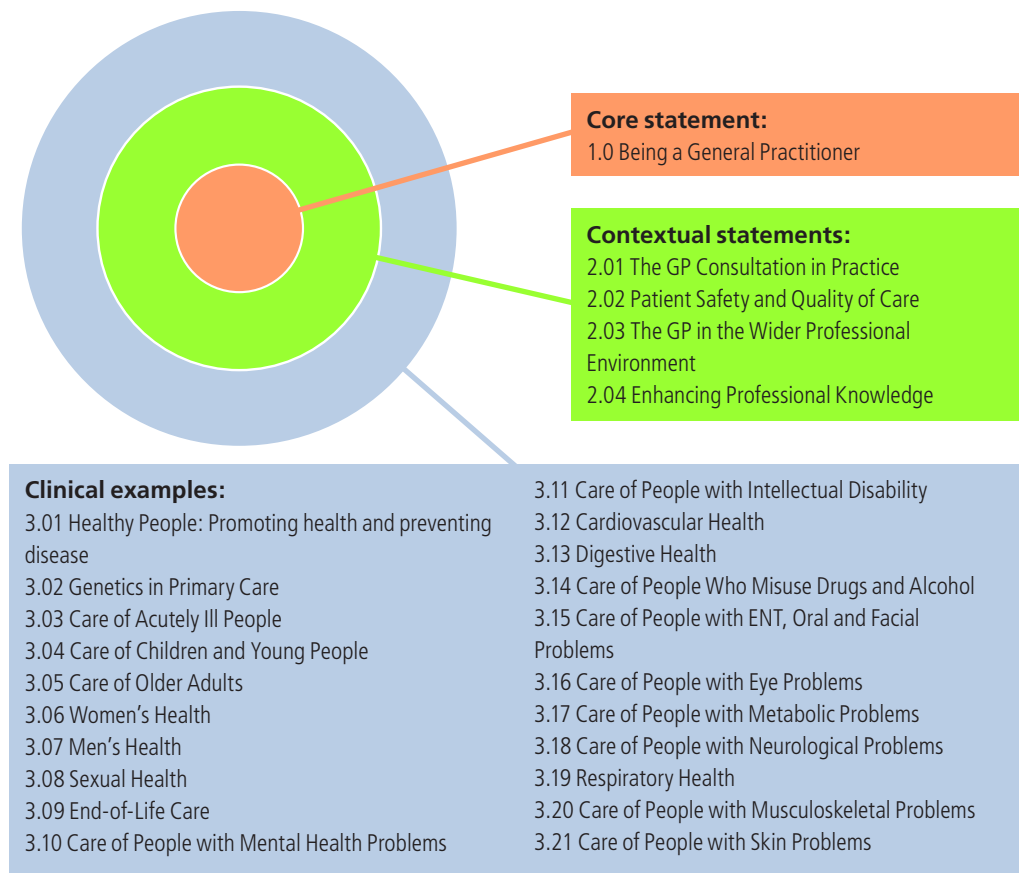 Core statement:
1.0 Being a General Practitioner
Contextual statements:
2.01 The GP Consultation in Practice
2.02 Patient Safety and Quality of Care
2.03 The GP in the Wider Professional
Environment
2.04 Enhancing Professional Knowledge
Clinical examples:
3.01 Healthy People: Promoting health and preventing
disease
3.02 Genetics in Primary Care
3.03 Care of Acutely Ill People
3.04 Care of Children and Young People
3.05 Care of Older Adults
3.06 Women’s Health
3.07 Men’s Health
3.08 Sexual Health
3.09 End-of-Life Care
3.10 Care of People with Mental Health Problems
3.11 Care of People with Intellectual Disability
3.12 Cardiovascular Health
3.13 Digestive Health
3.14 Care of People Who Misuse Drugs and Alcohol
3.15 Care of People with ENT, Oral and Facial
Problems
3.16 Care of People with Eye Problems
3.17 Care of People with Metabolic Problems
3.18 Care of People with Neurological Problems
3.19 Respiratory Health
3.20 Care of People with Musculoskeletal Problems
3.21 Care of People with Skin Problems